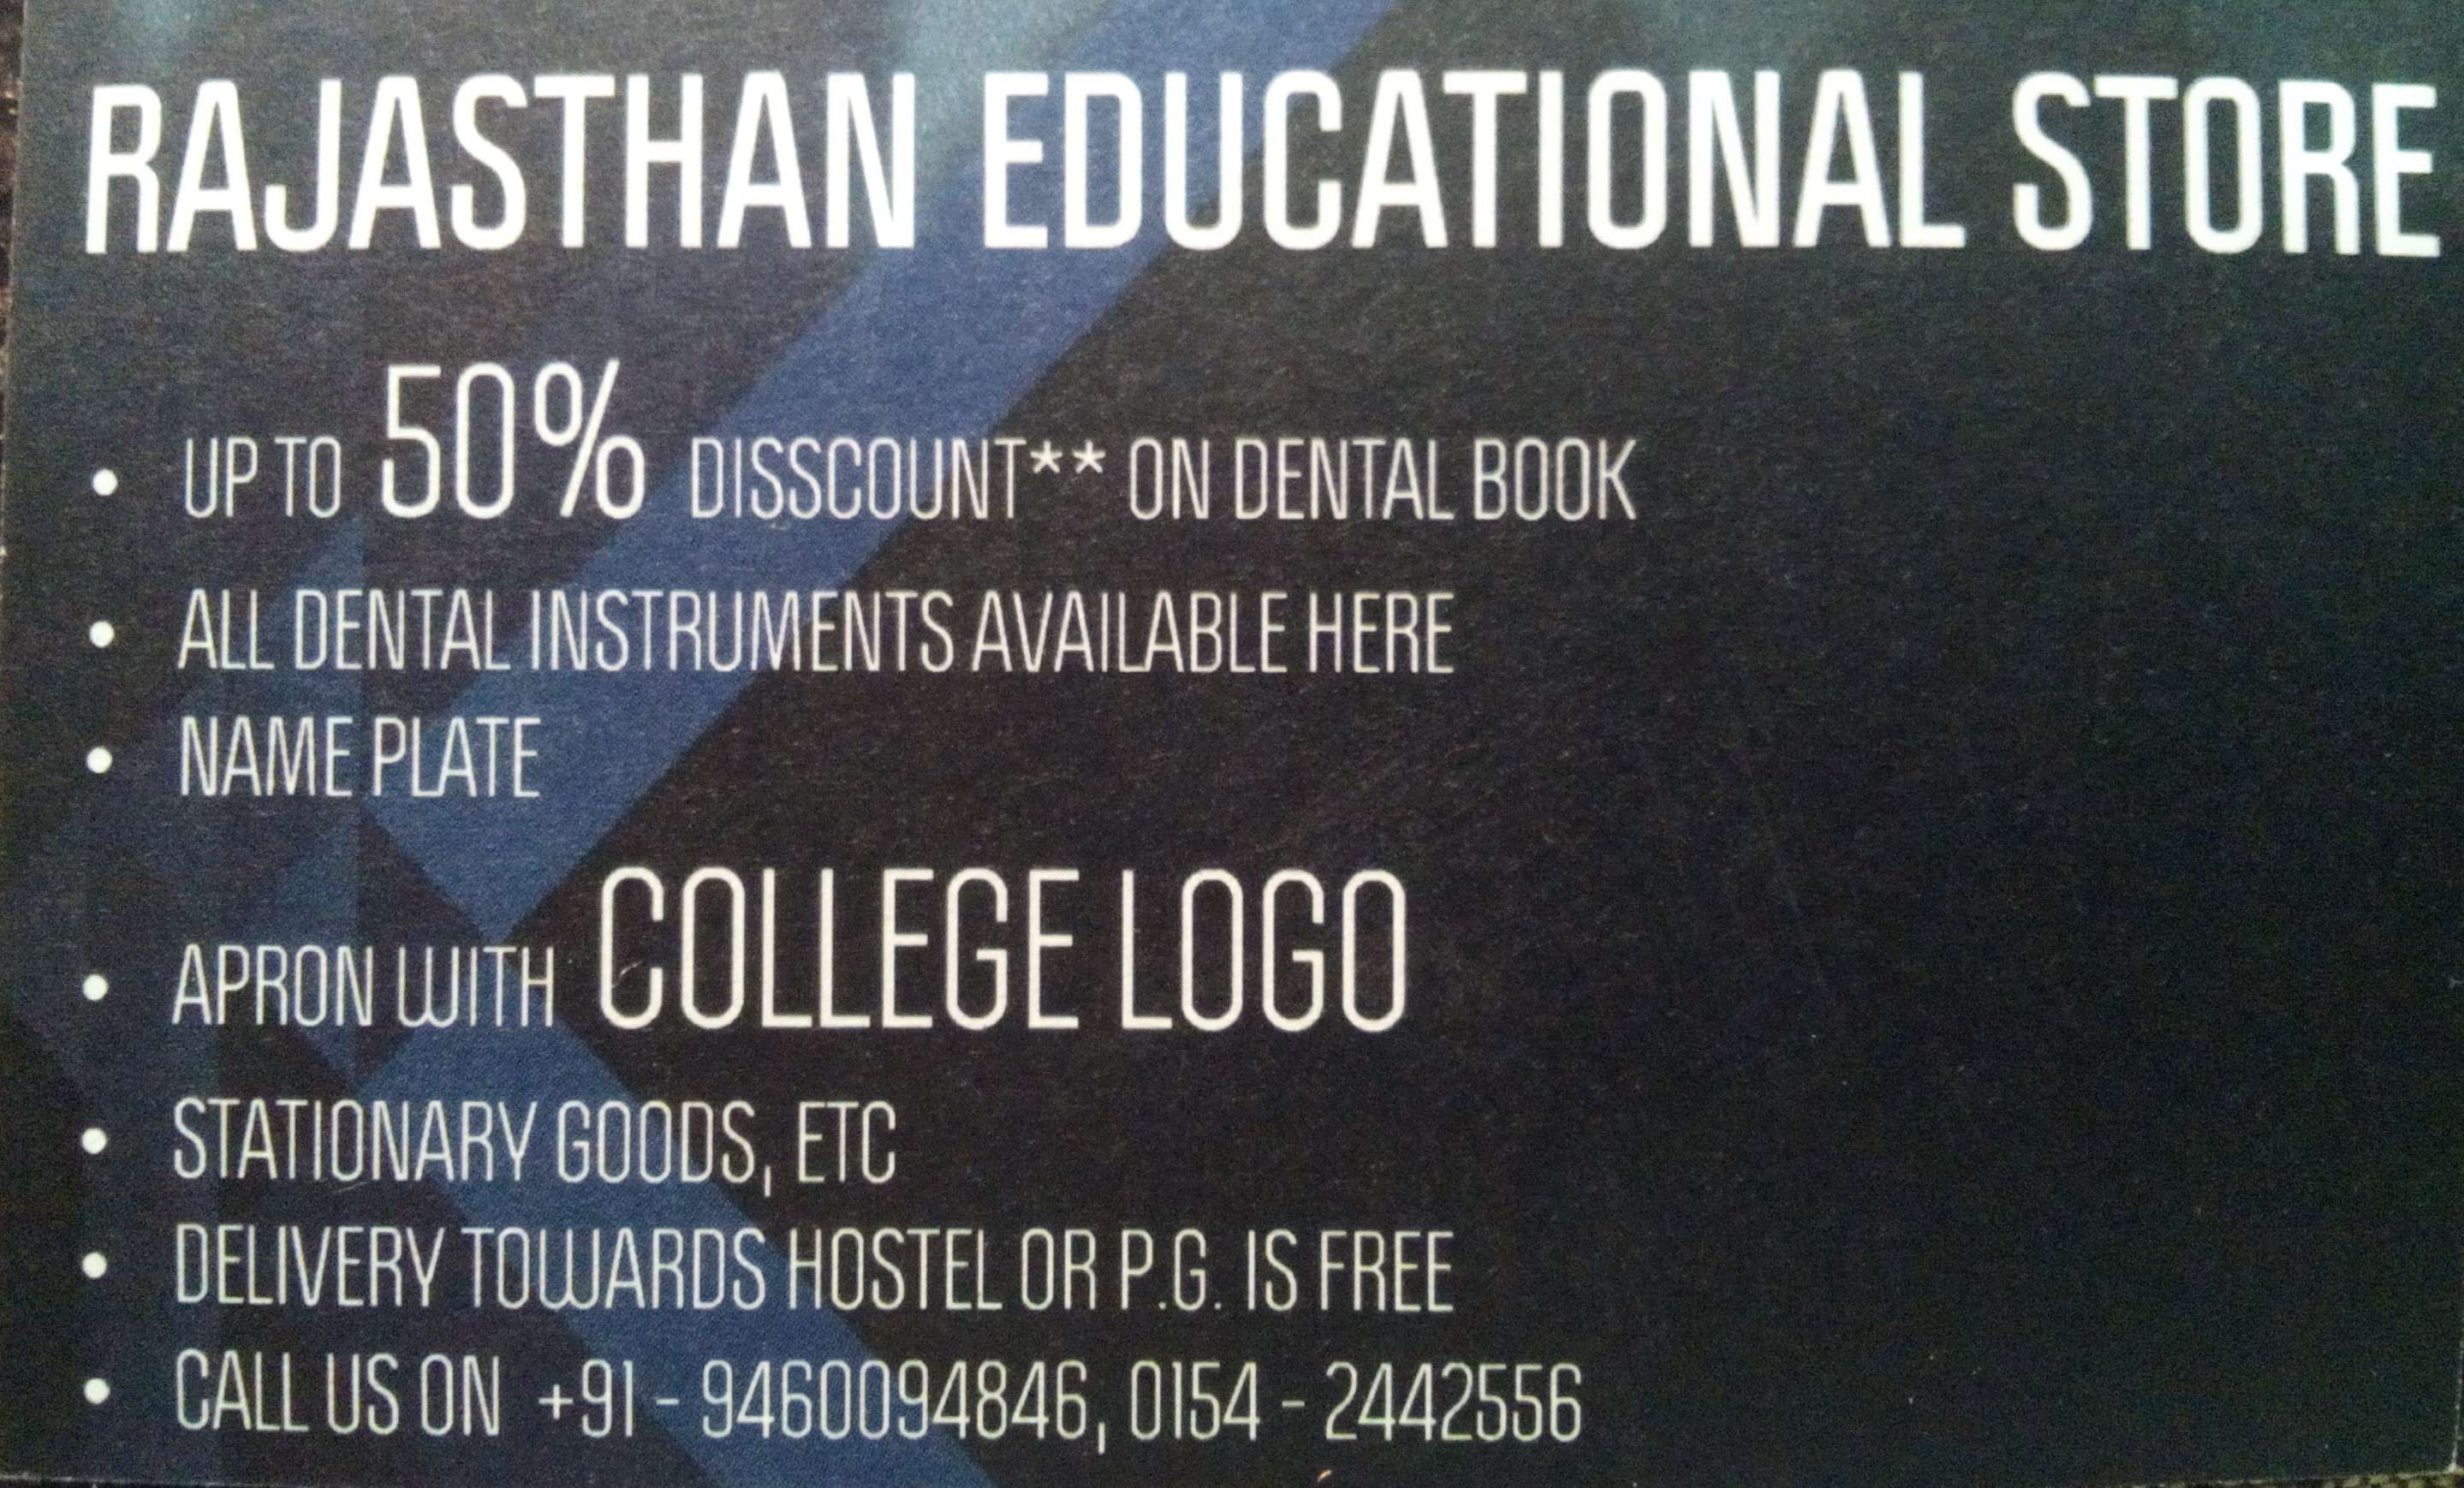 RAJASTHAN EDUCATIONAL STORE
• UP TO 50% DISSCOUNT** ON DENTAL BOOK
• ALL DENTAL INSTRUMENTS AVAILABLE HERE
• NAME PLATE
• APRON WITH COLLEGE LOGO
• STATIONARY GOODS, ETC
• DELIVERY TOWARDS HOSTEL OR P.G. IS FREE
• CALL US ON +91 - 9460094846, 0154 - 2442556